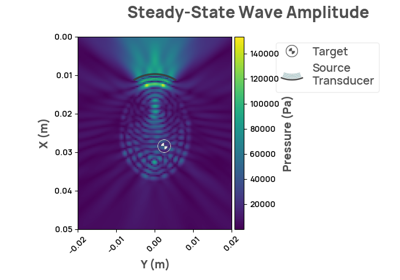 Steady-State Wave Amplitude
0.00
0.01
0.02
0.03
0.04
0.05
X (m)
-0.02
-0.01
0.00
0.01
0.02
Y (m)
140000
120000
100000
80000
60000
40000
20000
Pressure (Pa)
Target
Source
Transducer